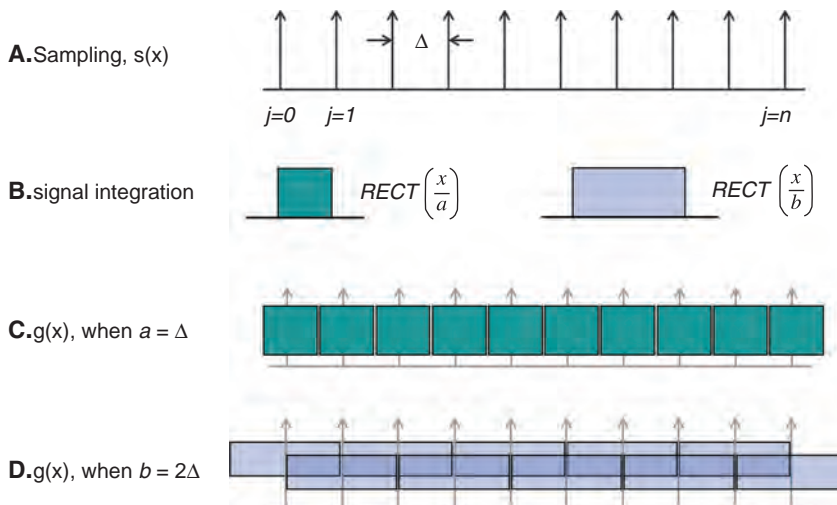 A.Sampling, s(x)
Δ
j=0 j=1 j=n
B.signal integration
RECT (x/a)
RECT (x/b)
C.g(x), when a = Δ
D.g(x), when b = 2Δ